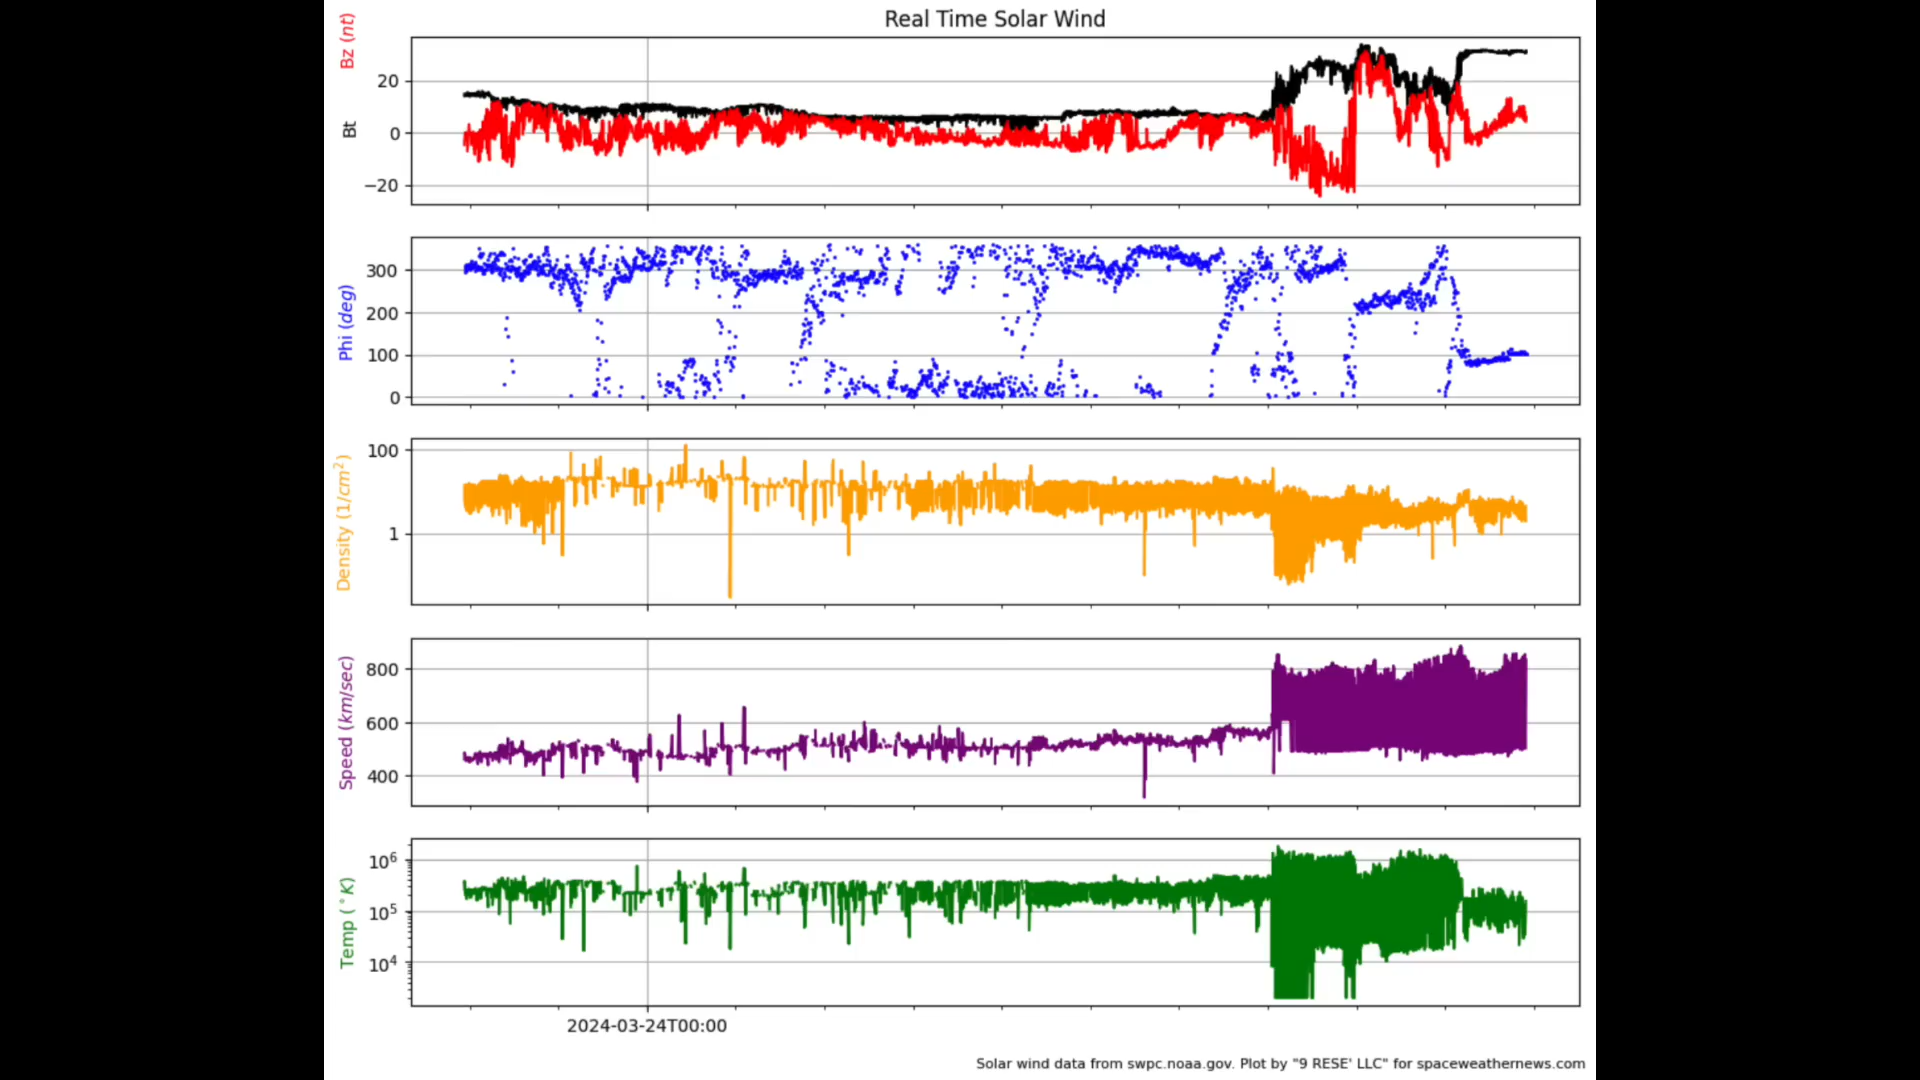 Real Time Solar Wind
Bz (nt)
Bt
20
0
−20
Phi (deg)
300
200
100
0
Density (1/cm²)
100
1
Speed (km/sec)
800
600
400
Temp (°K)
10⁶
10⁵
10⁴
2024-03-24T00:00
Solar wind data from swpc.noaa.gov. Plot by "9 RESE' LLC" for spaceweathernews.com